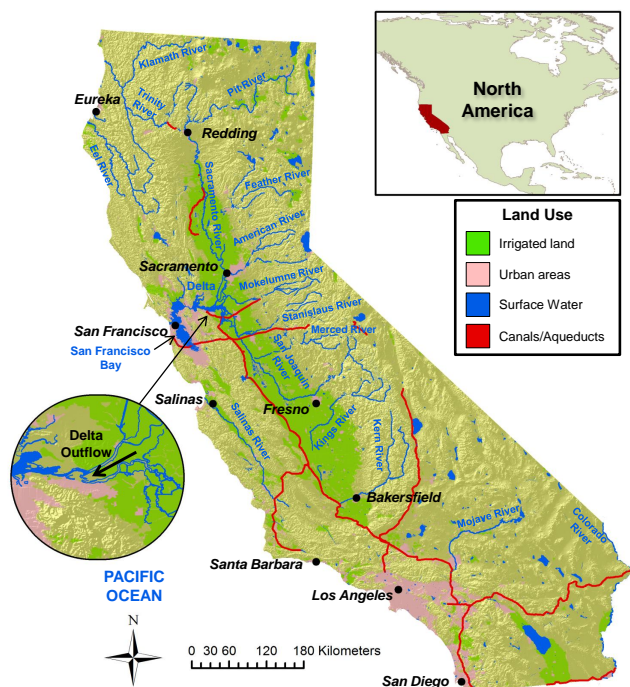 North
America
Land Use
Irrigated land
Urban areas
Surface Water
Canals/Aqueducts
Klamath River
Pit River
Trinity
River
Eureka
Redding
Eel River
Sacramento River
Feather River
American River
Sacramento
Delta
Mokelumne River
Stanislaus River
San Francisco
Merced River
San Francisco
Bay
San Joaquin
River
Salinas
Fresno
Salinas River
Kings River
Kern River
Delta
Outflow
Bakersfield
Mojave River
Colorado
River
PACIFIC
OCEAN
Santa Barbara
Los Angeles
N
0 30 60 120 180 Kilometers
San Diego